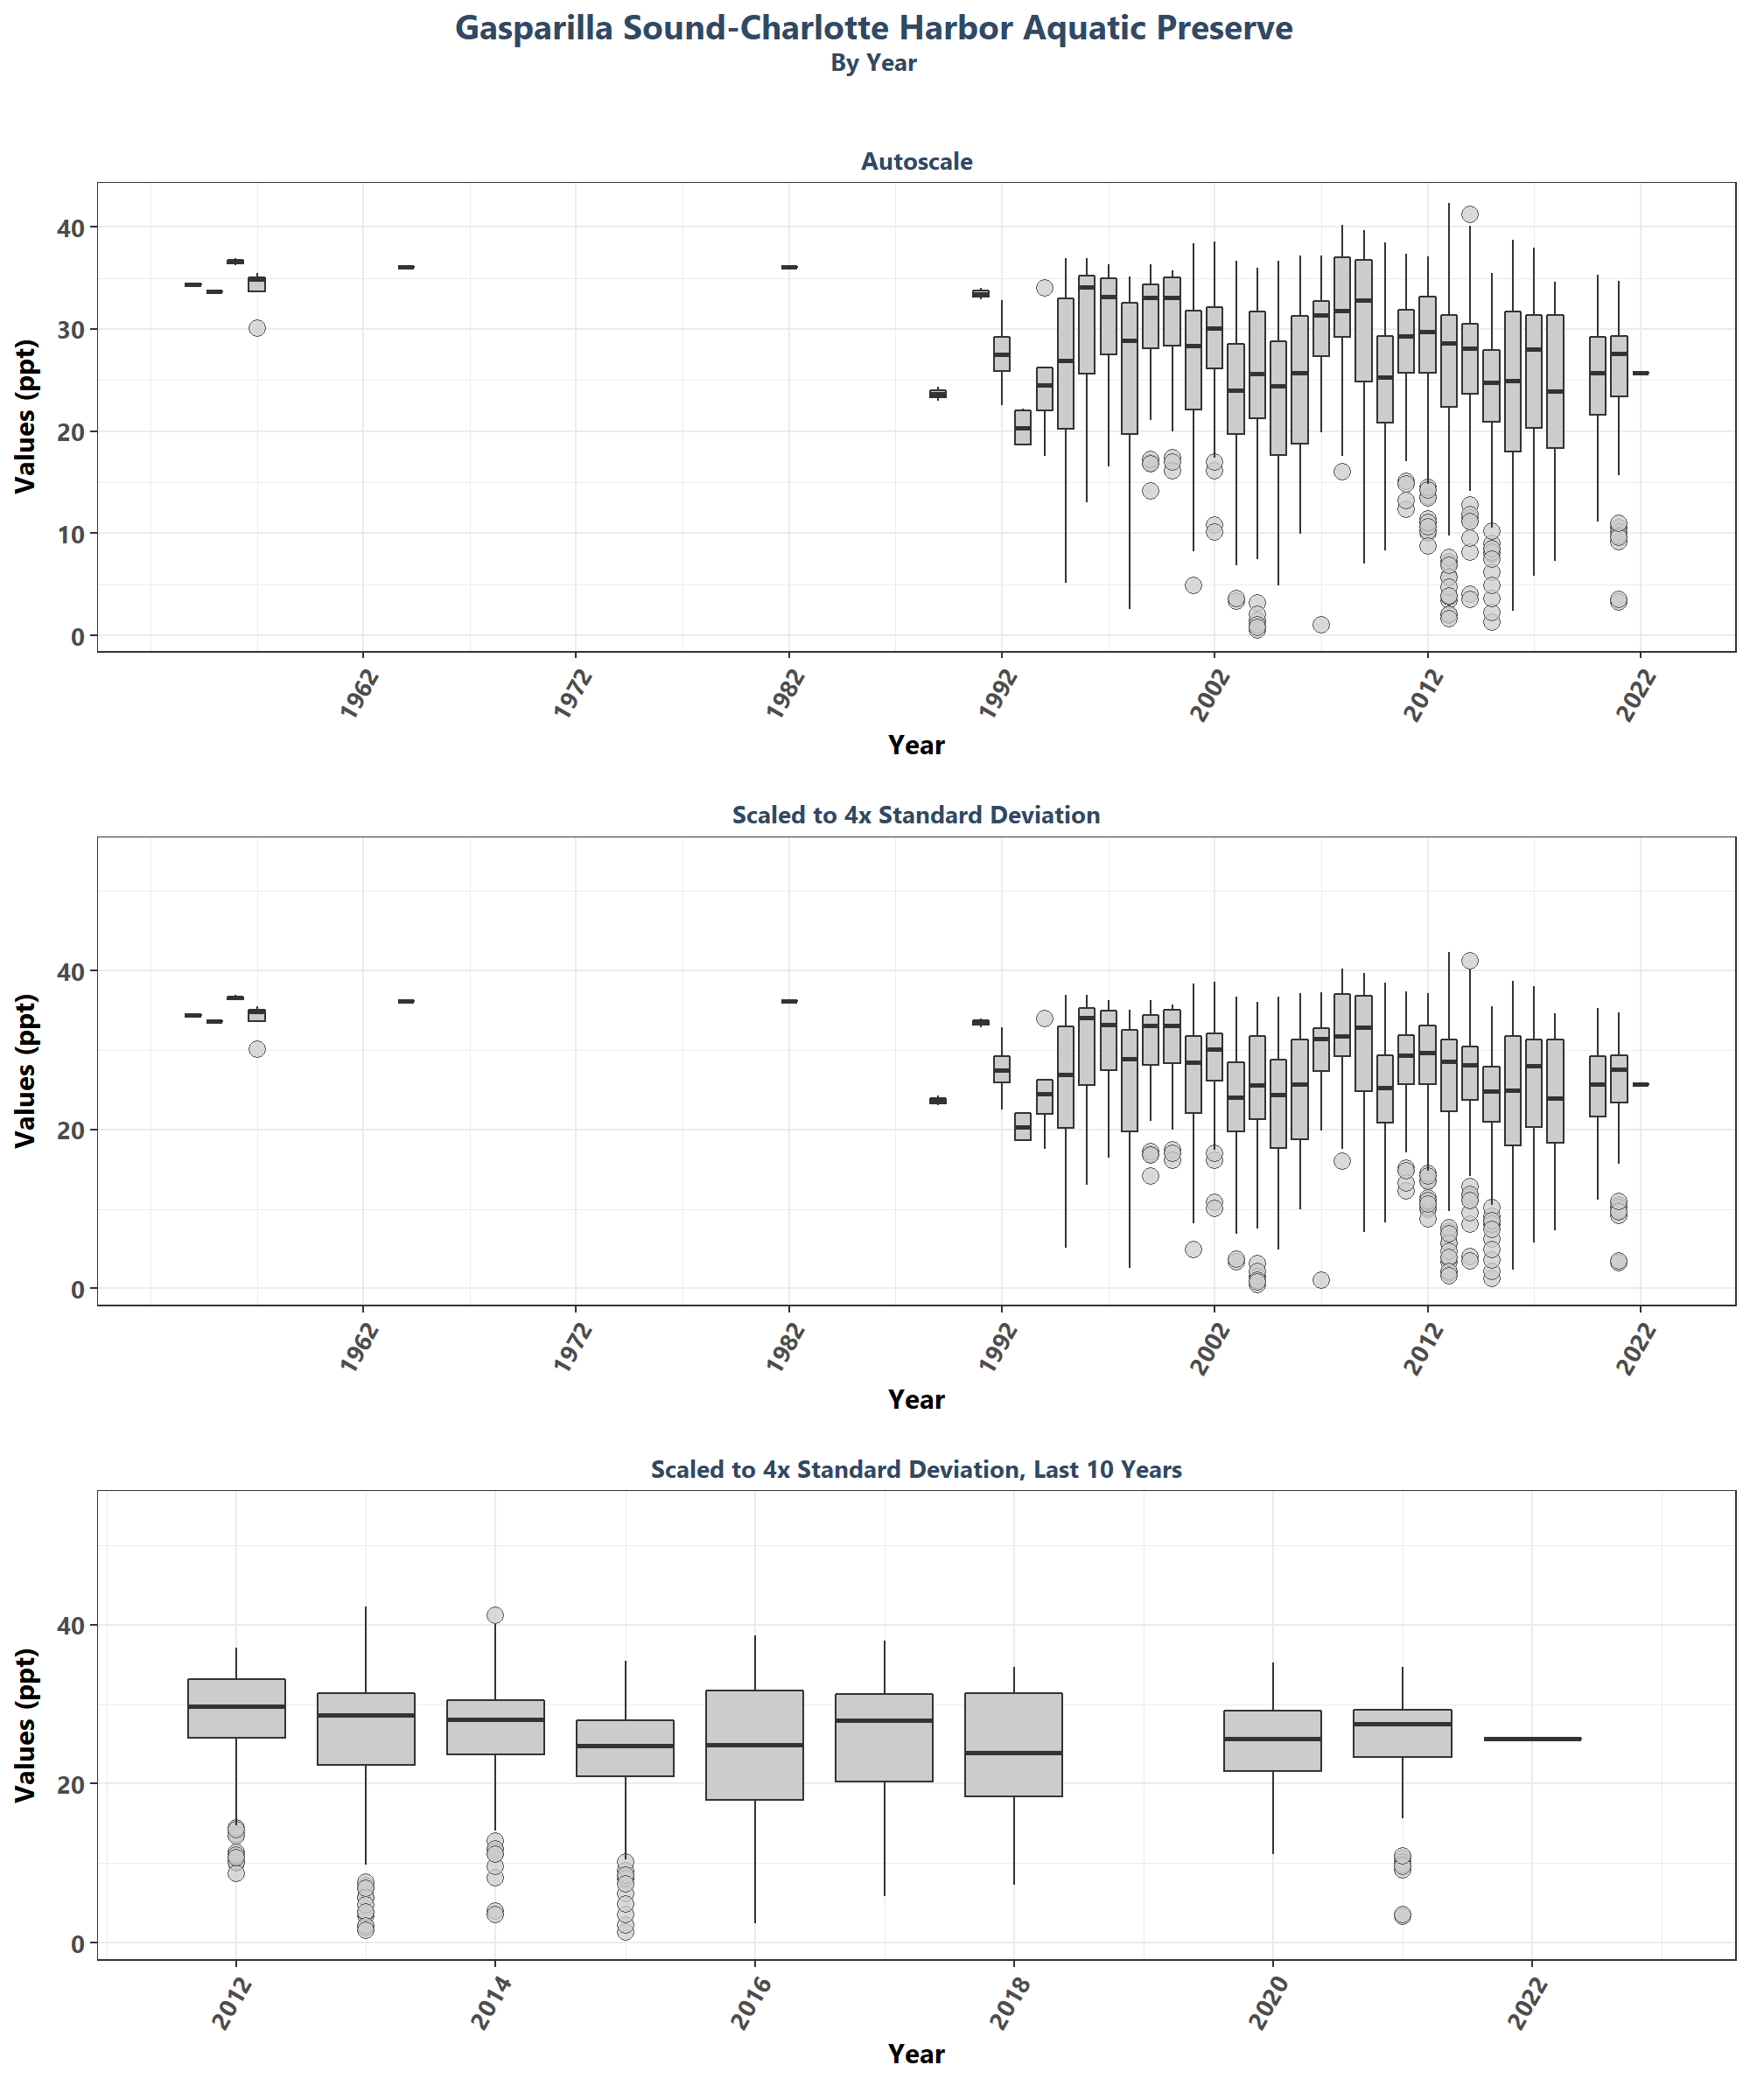 Gasparilla Sound-Charlotte Harbor Aquatic Preserve
By Year
Autoscale
Values (ppt)
40
30
20
10
0
1962 1972 1982 1992 2002 2012 2022
Year
Scaled to 4x Standard Deviation
Values (ppt)
40
20
0
1962 1972 1982 1992 2002 2012 2022
Year
Scaled to 4x Standard Deviation, Last 10 Years
Values (ppt)
40
20
0
2012 2014 2016 2018 2020 2022
Year